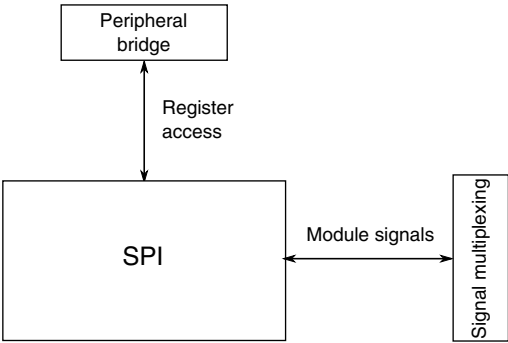 Peripheral
bridge
Register
access
SPI
Module signals
Signal multiplexing